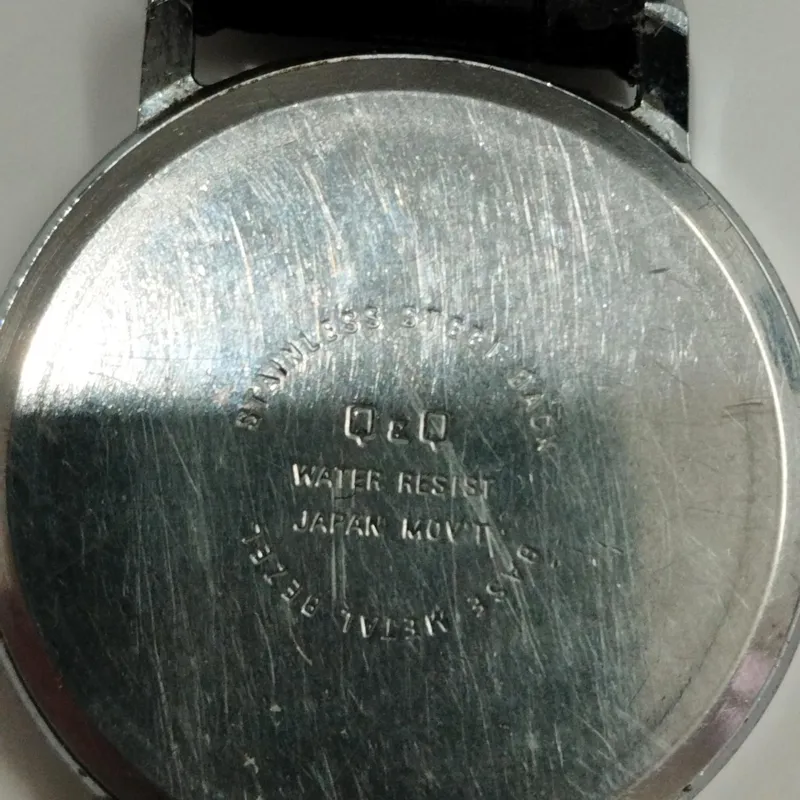 STAINLESS STEEL BACK
Q&Q
WATER RESIST
JAPAN MOV'T
BASE METAL BEZEL